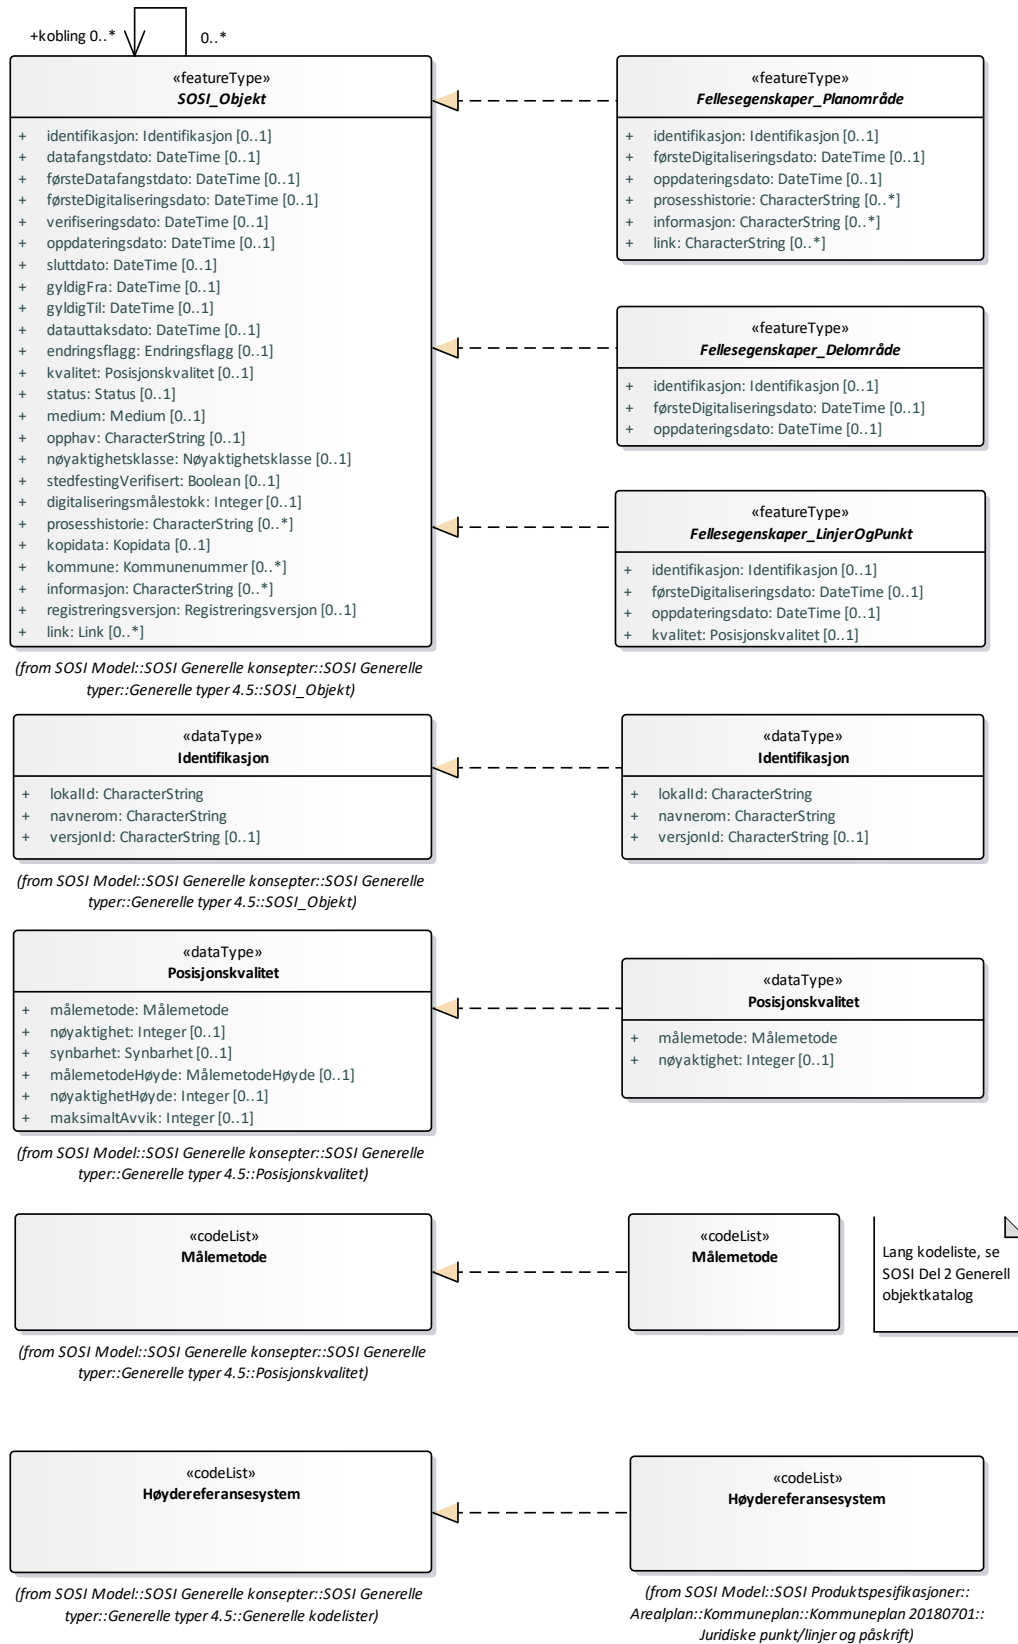 +kobling 0..*
0..*
«featureType»
SOSI_Objekt
+ identifikasjon: Identifikasjon [0..1]
+ datafangstdato: DateTime [0..1]
+ førsteDatafangstdato: DateTime [0..1]
+ førsteDigitaliseringsdato: DateTime [0..1]
+ verifiseringsdato: DateTime [0..1]
+ oppdateringsdato: DateTime [0..1]
+ sluttdato: DateTime [0..1]
+ gyldigFra: DateTime [0..1]
+ gyldigTil: DateTime [0..1]
+ datauttaksdato: DateTime [0..1]
+ endringsflagg: Endringsflagg [0..1]
+ kvalitet: Posisjonskvalitet [0..1]
+ status: Status [0..1]
+ medium: Medium [0..1]
+ opphav: CharacterString [0..1]
+ nøyaktighetsklasse: Nøyaktighetsklasse [0..1]
+ stedfestingVerifisert: Boolean [0..1]
+ digitaliseringsmålestokk: Integer [0..1]
+ prosesshistorie: CharacterString [0..*]
+ kopidata: Kopidata [0..1]
+ kommune: Kommunenummer [0..*]
+ informasjon: CharacterString [0..*]
+ registreringsversjon: Registreringsversjon [0..1]
+ link: Link [0..*]
(from SOSI Model::SOSI Generelle konsepter::SOSI Generelle
typer::Generelle typer 4.5::SOSI_Objekt)
«featureType»
Fellesegenskaper_Planområde
+ identifikasjon: Identifikasjon [0..1]
+ førsteDigitaliseringsdato: DateTime [0..1]
+ oppdateringsdato: DateTime [0..1]
+ prosesshistorie: CharacterString [0..*]
+ informasjon: CharacterString [0..*]
+ link: CharacterString [0..*]
«featureType»
Fellesegenskaper_Delområde
+ identifikasjon: Identifikasjon [0..1]
+ førsteDigitaliseringsdato: DateTime [0..1]
+ oppdateringsdato: DateTime [0..1]
«featureType»
Fellesegenskaper_LinjerOgPunkt
+ identifikasjon: Identifikasjon [0..1]
+ førsteDigitaliseringsdato: DateTime [0..1]
+ oppdateringsdato: DateTime [0..1]
+ kvalitet: Posisjonskvalitet [0..1]
«dataType»
Identifikasjon
+ lokalId: CharacterString
+ navnerom: CharacterString
+ versjonId: CharacterString [0..1]
(from SOSI Model::SOSI Generelle konsepter::SOSI Generelle
typer::Generelle typer 4.5::SOSI_Objekt)
«dataType»
Identifikasjon
+ lokalId: CharacterString
+ navnerom: CharacterString
+ versjonId: CharacterString [0..1]
«dataType»
Posisjonskvalitet
+ målemetode: Målemetode
+ nøyaktighet: Integer [0..1]
+ synbarhet: Synbarhet [0..1]
+ målemetodeHøyde: MålemetodeHøyde [0..1]
+ nøyaktighetHøyde: Integer [0..1]
+ maksimaltAvvik: Integer [0..1]
(from SOSI Model::SOSI Generelle konsepter::SOSI Generelle
typer::Generelle typer 4.5::Posisjonskvalitet)
«dataType»
Posisjonskvalitet
+ målemetode: Målemetode
+ nøyaktighet: Integer [0..1]
«codeList»
Målemetode
(from SOSI Model::SOSI Generelle konsepter::SOSI Generelle
typer::Generelle typer 4.5::Posisjonskvalitet)
«codeList»
Målemetode
Lang kodeliste, se
SOSI Del 2 Generell
objektkatalog
«codeList»
Høydereferansesystem
(from SOSI Model::SOSI Generelle konsepter::SOSI Generelle
typer::Generelle typer 4.5::Generelle kodelister)
«codeList»
Høydereferansesystem
(from SOSI Model::SOSI Produktspesifikasjoner::
Arealplan::Kommuneplan::Kommuneplan 20180701::
Juridiske punkt/linjer og påskrift)